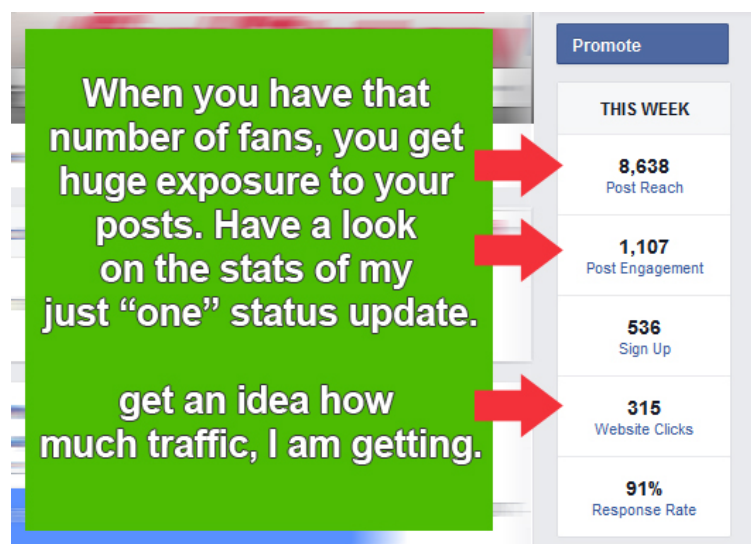 When you have that
number of fans, you get
huge exposure to your
posts. Have a look
on the stats of my
just “one” status update.
get an idea how
much traffic, I am getting.
Promote
THIS WEEK
8,638
Post Reach
1,107
Post Engagement
536
Sign Up
315
Website Clicks
91%
Response Rate